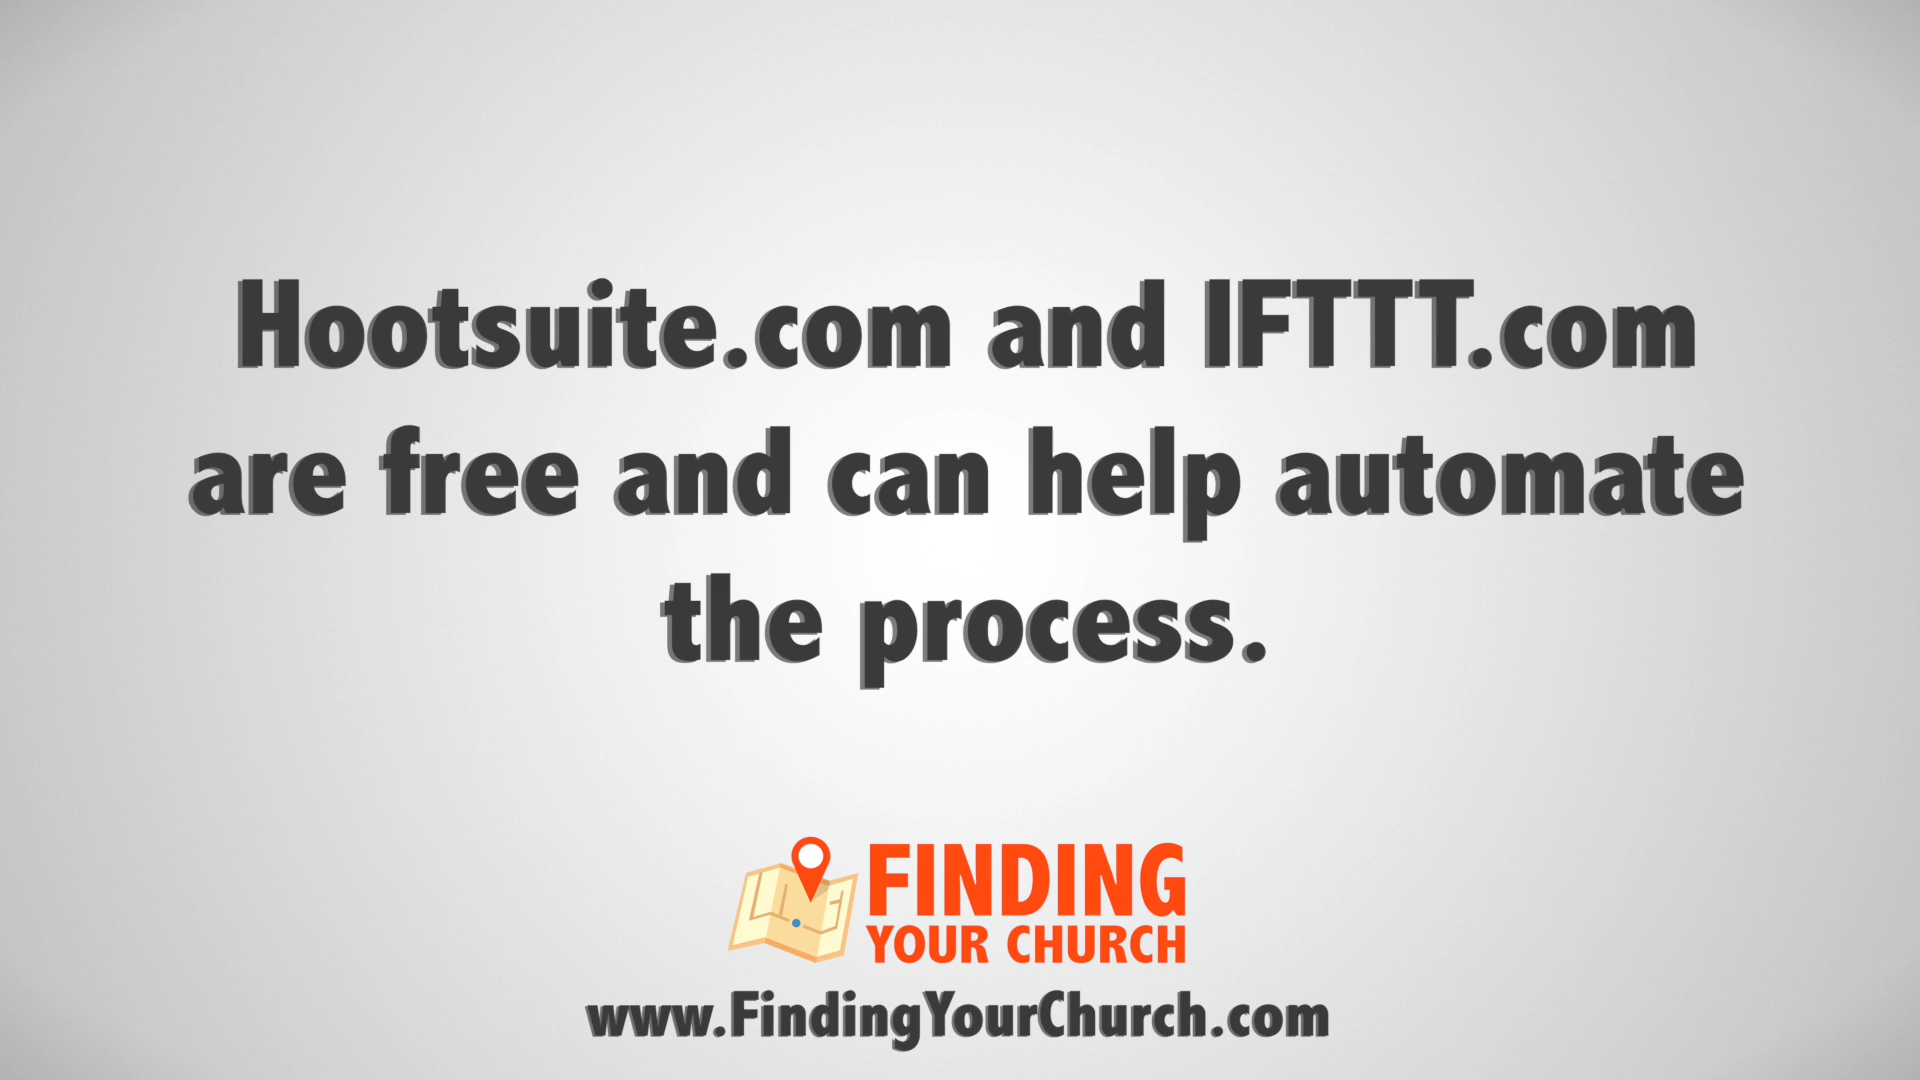 Hootsuite.com and IFTTT.com
are free and can help automate
the process.
FINDING
YOUR CHURCH
www.FindingYourChurch.com